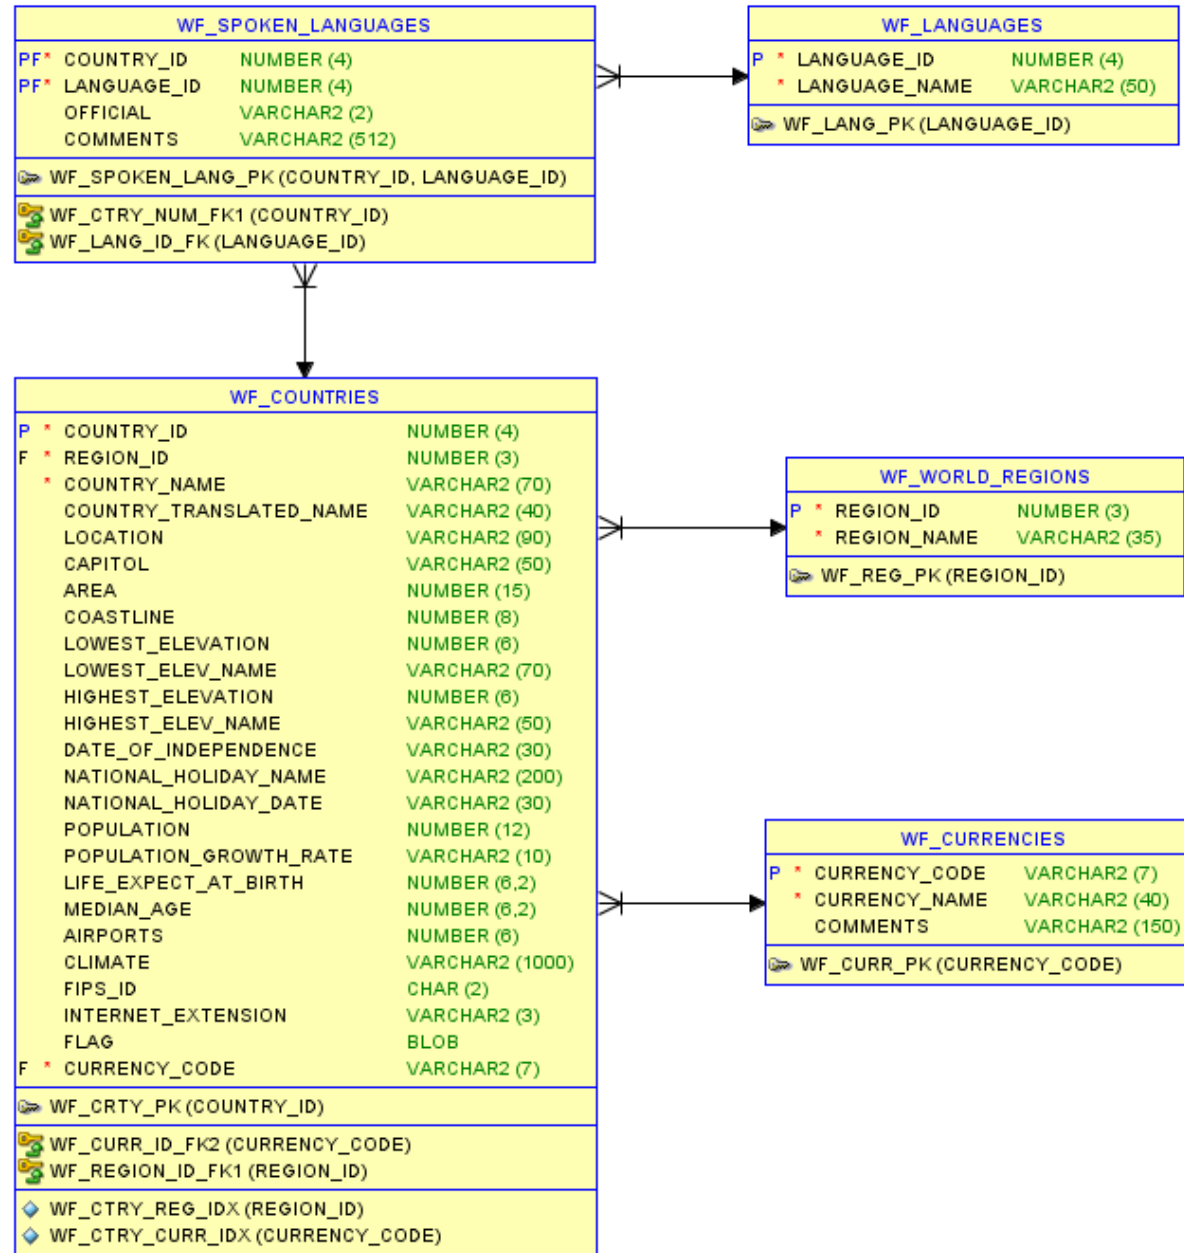 WF_SPOKEN_LANGUAGES
PF* COUNTRY_ID NUMBER (4)
PF* LANGUAGE_ID NUMBER (4)
OFFICIAL VARCHAR2 (2)
COMMENTS VARCHAR2 (512)
WF_SPOKEN_LANG_PK (COUNTRY_ID, LANGUAGE_ID)
WF_CTRY_NUM_FK1 (COUNTRY_ID)
WF_LANG_ID_FK (LANGUAGE_ID)
WF_LANGUAGES
P * LANGUAGE_ID NUMBER (4)
* LANGUAGE_NAME VARCHAR2 (50)
WF_LANG_PK (LANGUAGE_ID)
WF_COUNTRIES
P * COUNTRY_ID NUMBER (4)
F * REGION_ID NUMBER (3)
* COUNTRY_NAME VARCHAR2 (70)
COUNTRY_TRANSLATED_NAME VARCHAR2 (40)
LOCATION VARCHAR2 (90)
CAPITOL VARCHAR2 (50)
AREA NUMBER (15)
COASTLINE NUMBER (8)
LOWEST_ELEVATION NUMBER (6)
LOWEST_ELEV_NAME VARCHAR2 (70)
HIGHEST_ELEVATION NUMBER (6)
HIGHEST_ELEV_NAME VARCHAR2 (50)
DATE_OF_INDEPENDENCE VARCHAR2 (30)
NATIONAL_HOLIDAY_NAME VARCHAR2 (200)
NATIONAL_HOLIDAY_DATE VARCHAR2 (30)
POPULATION NUMBER (12)
POPULATION_GROWTH_RATE VARCHAR2 (10)
LIFE_EXPECT_AT_BIRTH NUMBER (6,2)
MEDIAN_AGE NUMBER (6,2)
AIRPORTS NUMBER (6)
CLIMATE VARCHAR2 (1000)
FIPS_ID CHAR (2)
INTERNET_EXTENSION VARCHAR2 (3)
FLAG BLOB
F * CURRENCY_CODE VARCHAR2 (7)
WF_CRTY_PK (COUNTRY_ID)
WF_CURR_ID_FK2 (CURRENCY_CODE)
WF_REGION_ID_FK1 (REGION_ID)
WF_CTRY_REG_IDX (REGION_ID)
WF_CTRY_CURR_IDX (CURRENCY_CODE)
WF_WORLD_REGIONS
P * REGION_ID NUMBER (3)
* REGION_NAME VARCHAR2 (35)
WF_REG_PK (REGION_ID)
WF_CURRENCIES
P * CURRENCY_CODE VARCHAR2 (7)
* CURRENCY_NAME VARCHAR2 (40)
COMMENTS VARCHAR2 (150)
WF_CURR_PK (CURRENCY_CODE)